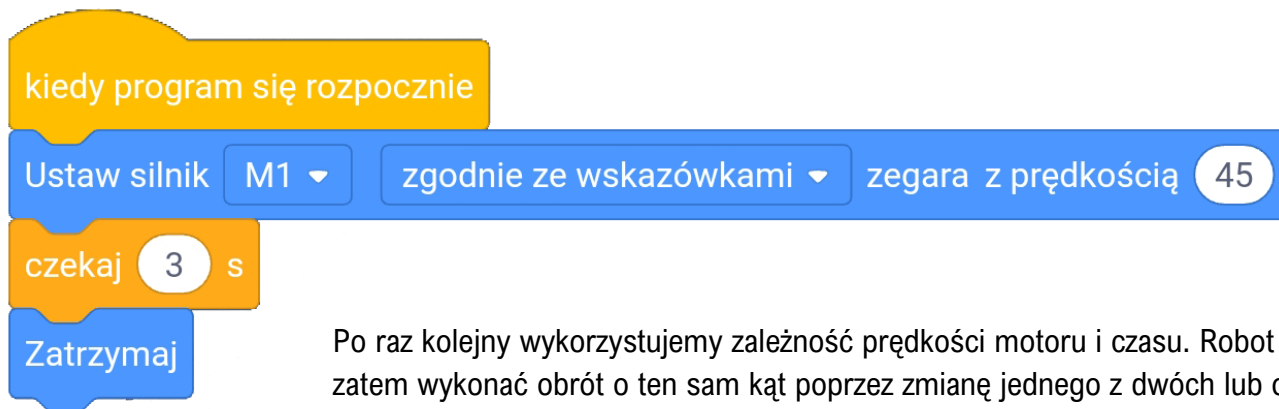 kiedy program się rozpocznie
Ustaw silnik M1 zgodnie ze wskazówkami zegara z prędkością 45
czekaj 3 s
Zatrzymaj
Po raz kolejny wykorzystujemy zależność prędkości motoru i czasu. Robot
zatem wykonać obrót o ten sam kąt poprzez zmianę jednego z dwóch lub